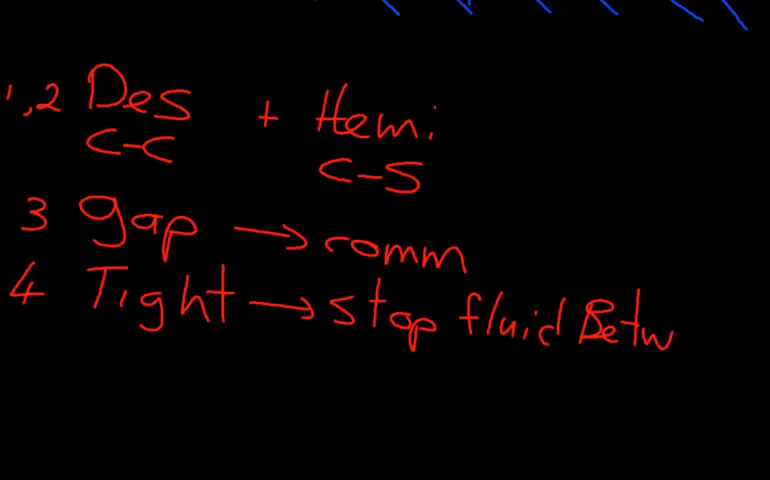 1,2 Des + Hemi
C-C C-S
3 gap → comm
4 Tight → stop fluid Betw